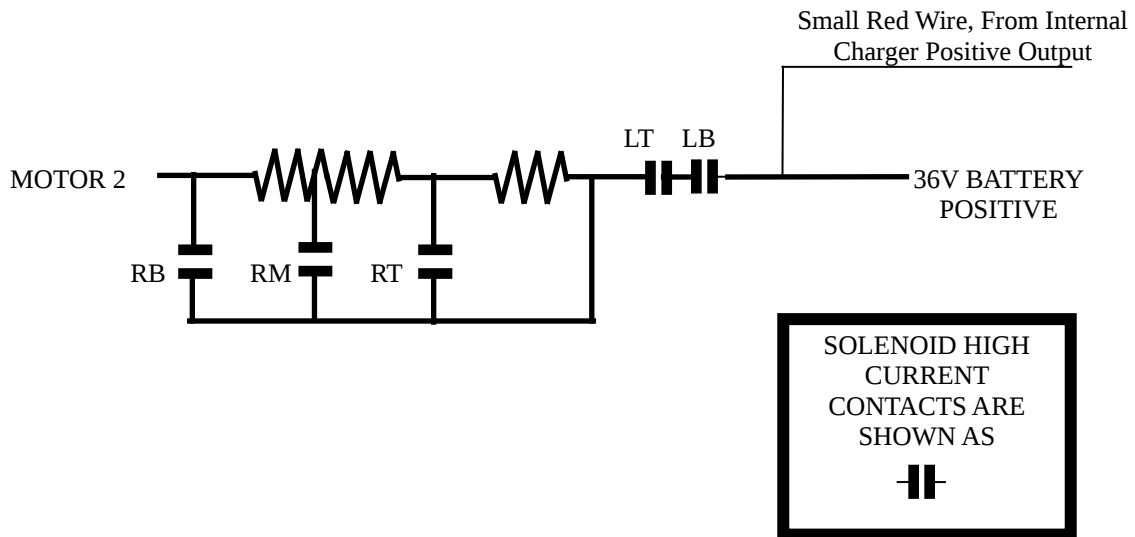 Small Red Wire, From Internal
Charger Positive Output
LT LB
MOTOR 2
36V BATTERY
POSITIVE
RB RM RT
SOLENOID HIGH
CURRENT
CONTACTS ARE
SHOWN AS